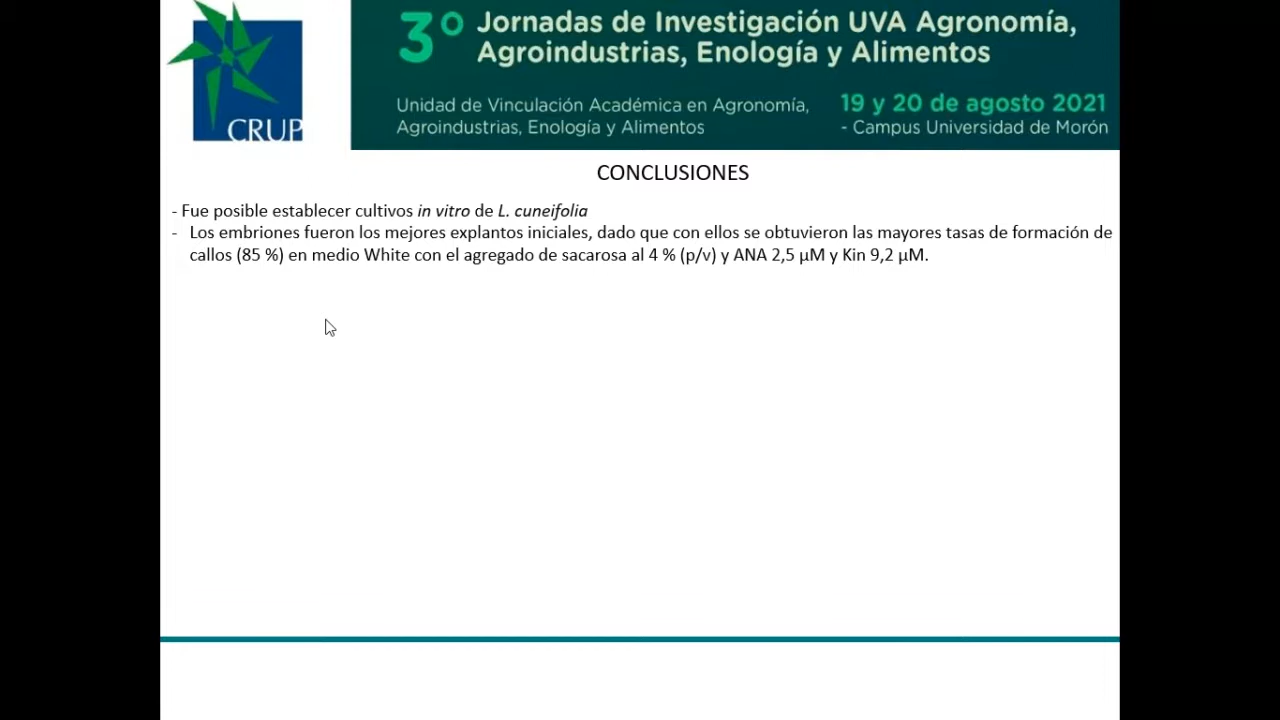 CRUP
3º Jornadas de Investigación UVA Agronomía,
Agroindustrias, Enología y Alimentos
Unidad de Vinculación Académica en Agronomía,
Agroindustrias, Enología y Alimentos
19 y 20 de agosto 2021
- Campus Universidad de Morón
CONCLUSIONES
- Fue posible establecer cultivos in vitro de L. cuneifolia
- Los embriones fueron los mejores explantos iniciales, dado que con ellos se obtuvieron las mayores tasas de formación de
callos (85 %) en medio White con el agregado de sacarosa al 4 % (p/v) y ANA 2,5 µM y Kin 9,2 µM.